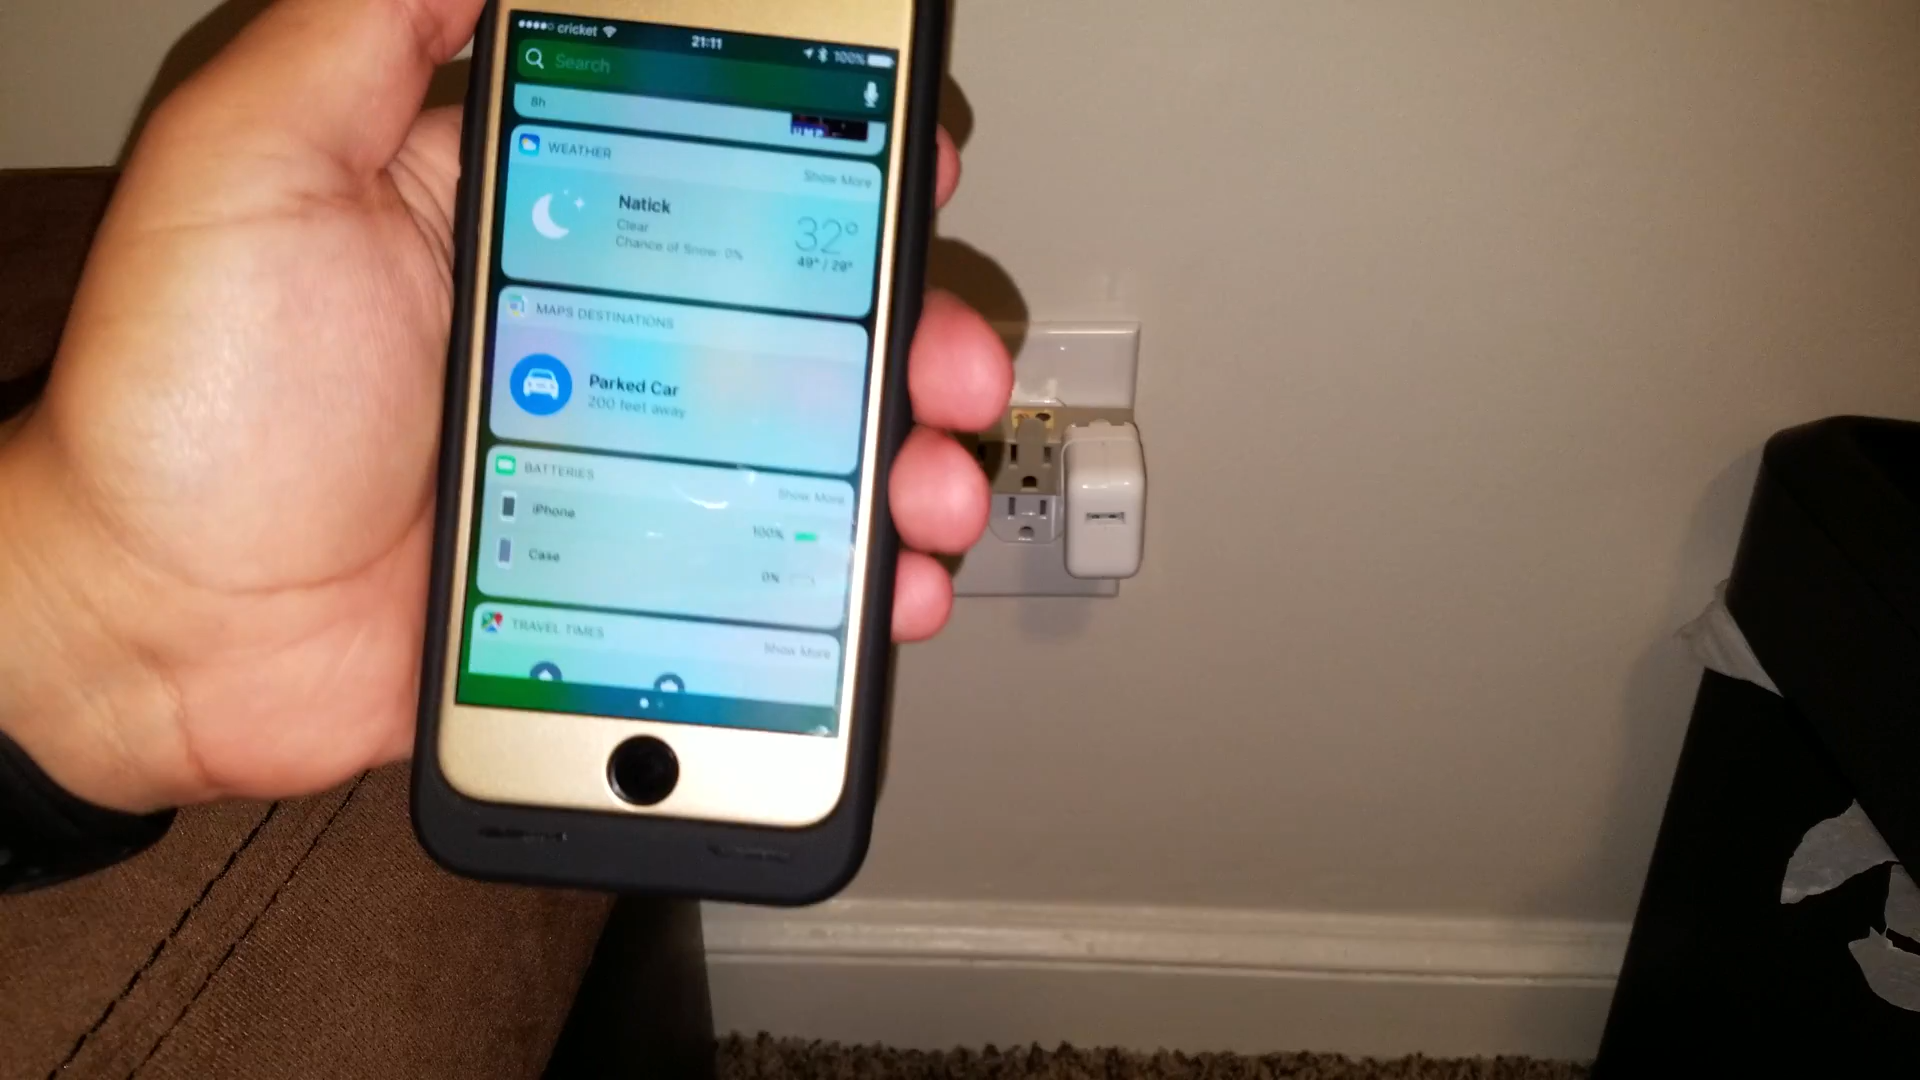 cricket 21:11 100%
Search
8h
WEATHER
Show More
Natick
Clear
Chance of Snow: 0%
32°
49° / 29°
MAPS DESTINATIONS
Parked Car
200 feet away
BATTERIES
Show More
iPhone
100%
Case
0%
TRAVEL TIMES
Show More